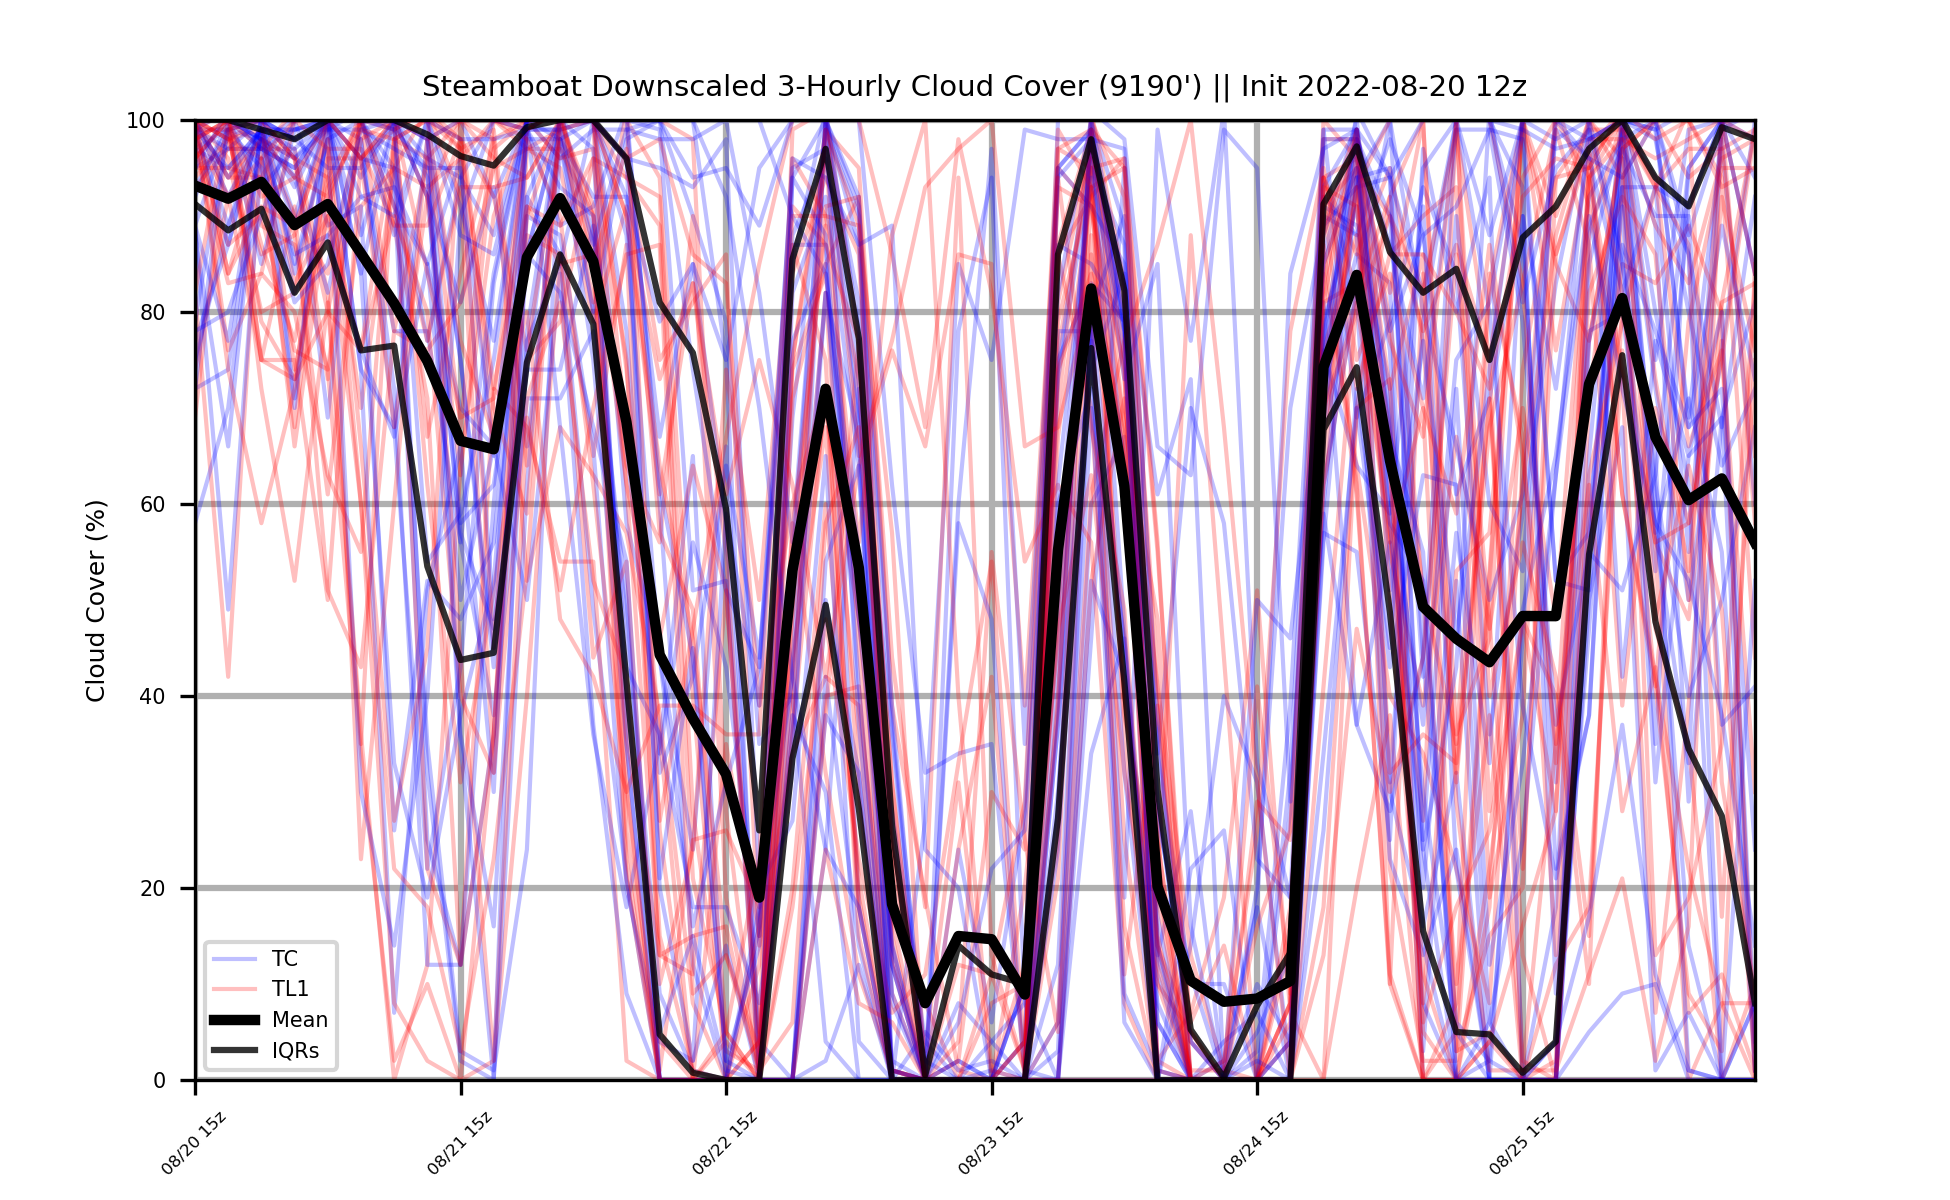 Steamboat Downscaled 3-Hourly Cloud Cover (9190') || Init 2022-08-20 12z
Cloud Cover (%)
100
80
60
40
20
0
TC
TL1
Mean
IQRs
08/20 15z
08/21 15z
08/22 15z
08/23 15z
08/24 15z
08/25 15z